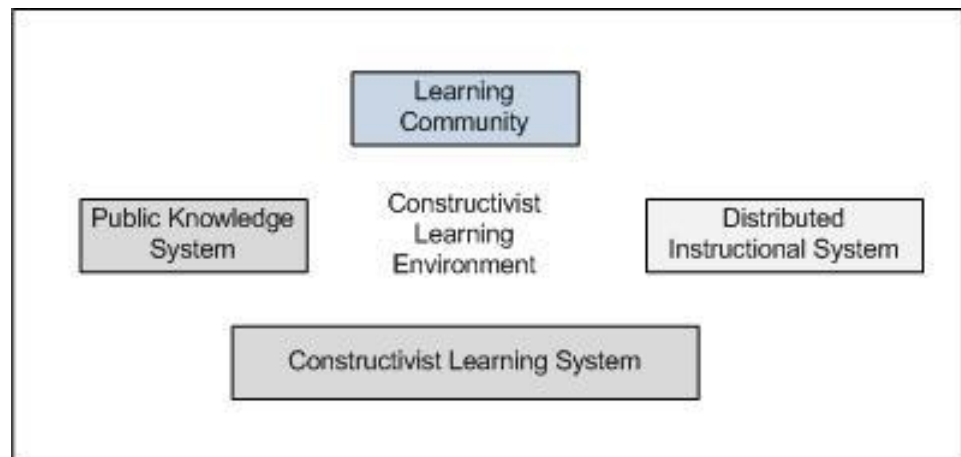 Learning
Community
Public Knowledge
System
Constructivist
Learning
Environment
Distributed
Instructional System
Constructivist Learning System